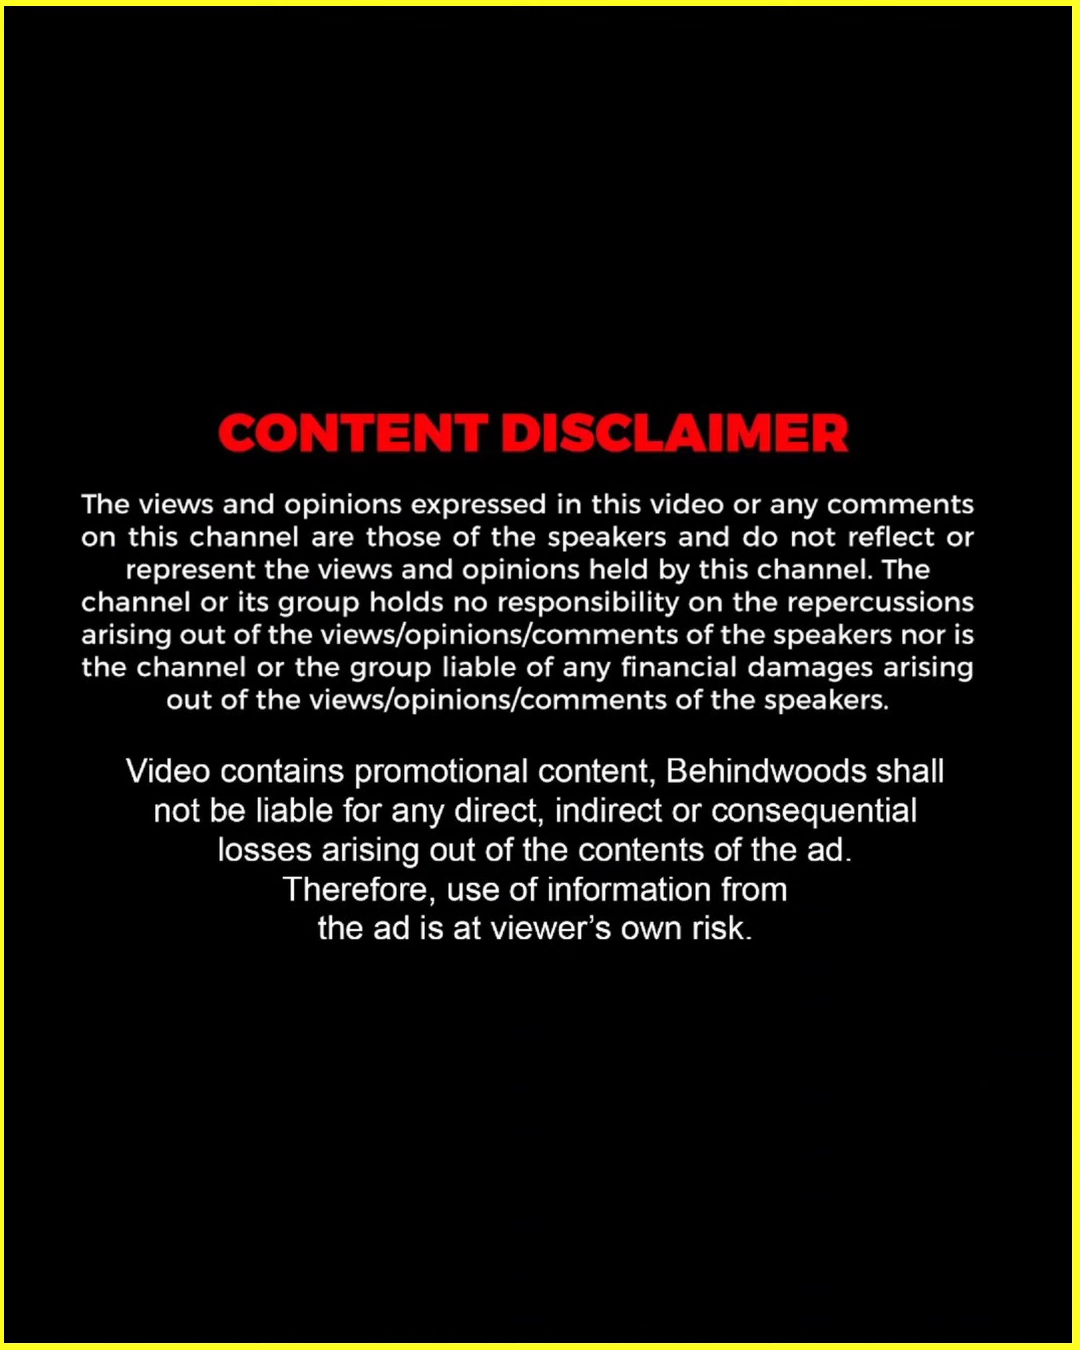 CONTENT DISCLAIMER
The views and opinions expressed in this video or any comments
on this channel are those of the speakers and do not reflect or
represent the views and opinions held by this channel. The
channel or its group holds no responsibility on the repercussions
arising out of the views/opinions/comments of the speakers nor is
the channel or the group liable of any financial damages arising
out of the views/opinions/comments of the speakers.
Video contains promotional content, Behindwoods shall
not be liable for any direct, indirect or consequential
losses arising out of the contents of the ad.
Therefore, use of information from
the ad is at viewer’s own risk.